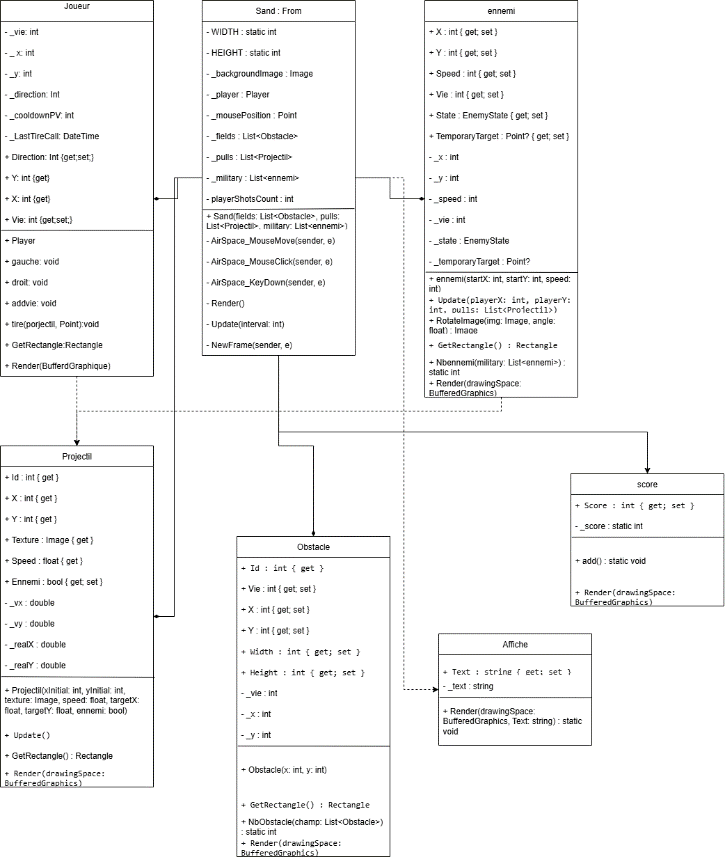 Joueur
- _vie: int
- _ x: int
- _y: int
- _direction: Int
- _cooldownPV: int
- _LastTireCall: DateTime
+ Direction: Int {get;set;}
+ Y: int {get}
+ X: int {get}
+ Vie: int {get;set;}
+ Player
+ gauche: void
+ droit: void
+ addvie: void
+ tire(porjectil, Point):void
+ GetRectangle:Rectangle
+ Render(BufferdGraphique)
Sand : From
- WIDTH : static int
- HEIGHT : static int
- _backgroundImage : Image
- _player : Player
- _mousePosition : Point
- _fields : List<Obstacle>
- _pulls : List<Projectil>
- _military : List<ennemi>
- playerShotsCount : int
+ Sand(fields: List<Obstacle>, pulls:
List<Projectil>, military: List<ennemi>)
- AirSpace_MouseMove(sender, e)
- AirSpace_MouseClick(sender, e)
- AirSpace_KeyDown(sender, e)
- Render()
- Update(interval: int)
- NewFrame(sender, e)
ennemi
+ X : int { get; set }
+ Y : int { get; set }
+ Speed : int { get; set }
+ Vie : int { get; set }
+ State : EnemyState { get; set }
+ TemporaryTarget : Point? { get; set }
- _x : int
- _y : int
- _speed : int
- _vie : int
- _state : EnemyState
- _temporaryTarget : Point?
+ ennemi(startX: int, startY: int, speed:
int)
+ Update(playerX: int, playerY:
int, pulls: List<Projectil>)
+ RotateImage(img: Image, angle:
float) : Image
+ GetRectangle() : Rectangle
+ Nbennemi(military: List<ennemi>) :
static int
+ Render(drawingSpace:
BufferedGraphics)
Projectil
+ Id : int { get }
+ X : int { get }
+ Y : int { get }
+ Texture : Image { get }
+ Speed : float { get }
+ Ennemi : bool { get; set }
- _vx : double
- _vy : double
- _realX : double
- _realY : double
+ Projectil(xInitial: int, yInitial: int,
texture: Image, speed: float, targetX:
float, targetY: float, ennemi: bool)
+ Update()
+ GetRectangle() : Rectangle
+ Render(drawingSpace:
BufferedGraphics)
Obstacle
+ Id : int { get }
+ Vie : int { get; set }
+ X : int { get; set }
+ Y : int { get; set }
+ Width : int { get; set }
+ Height : int { get; set }
- _vie : int
- _x : int
- _y : int
+ Obstacle(x: int, y: int)
+ GetRectangle() : Rectangle
+ NbObstacle(champ: List<Obstacle>)
: static int
+ Render(drawingSpace:
BufferedGraphics)
score
+ Score : int { get; set }
- _score : static int
+ add() : static void
+ Render(drawingSpace:
BufferedGraphics)
Affiche
+ Text : string { get; set }
- _text : string
+ Render(drawingSpace:
BufferedGraphics, Text: string) : static
void